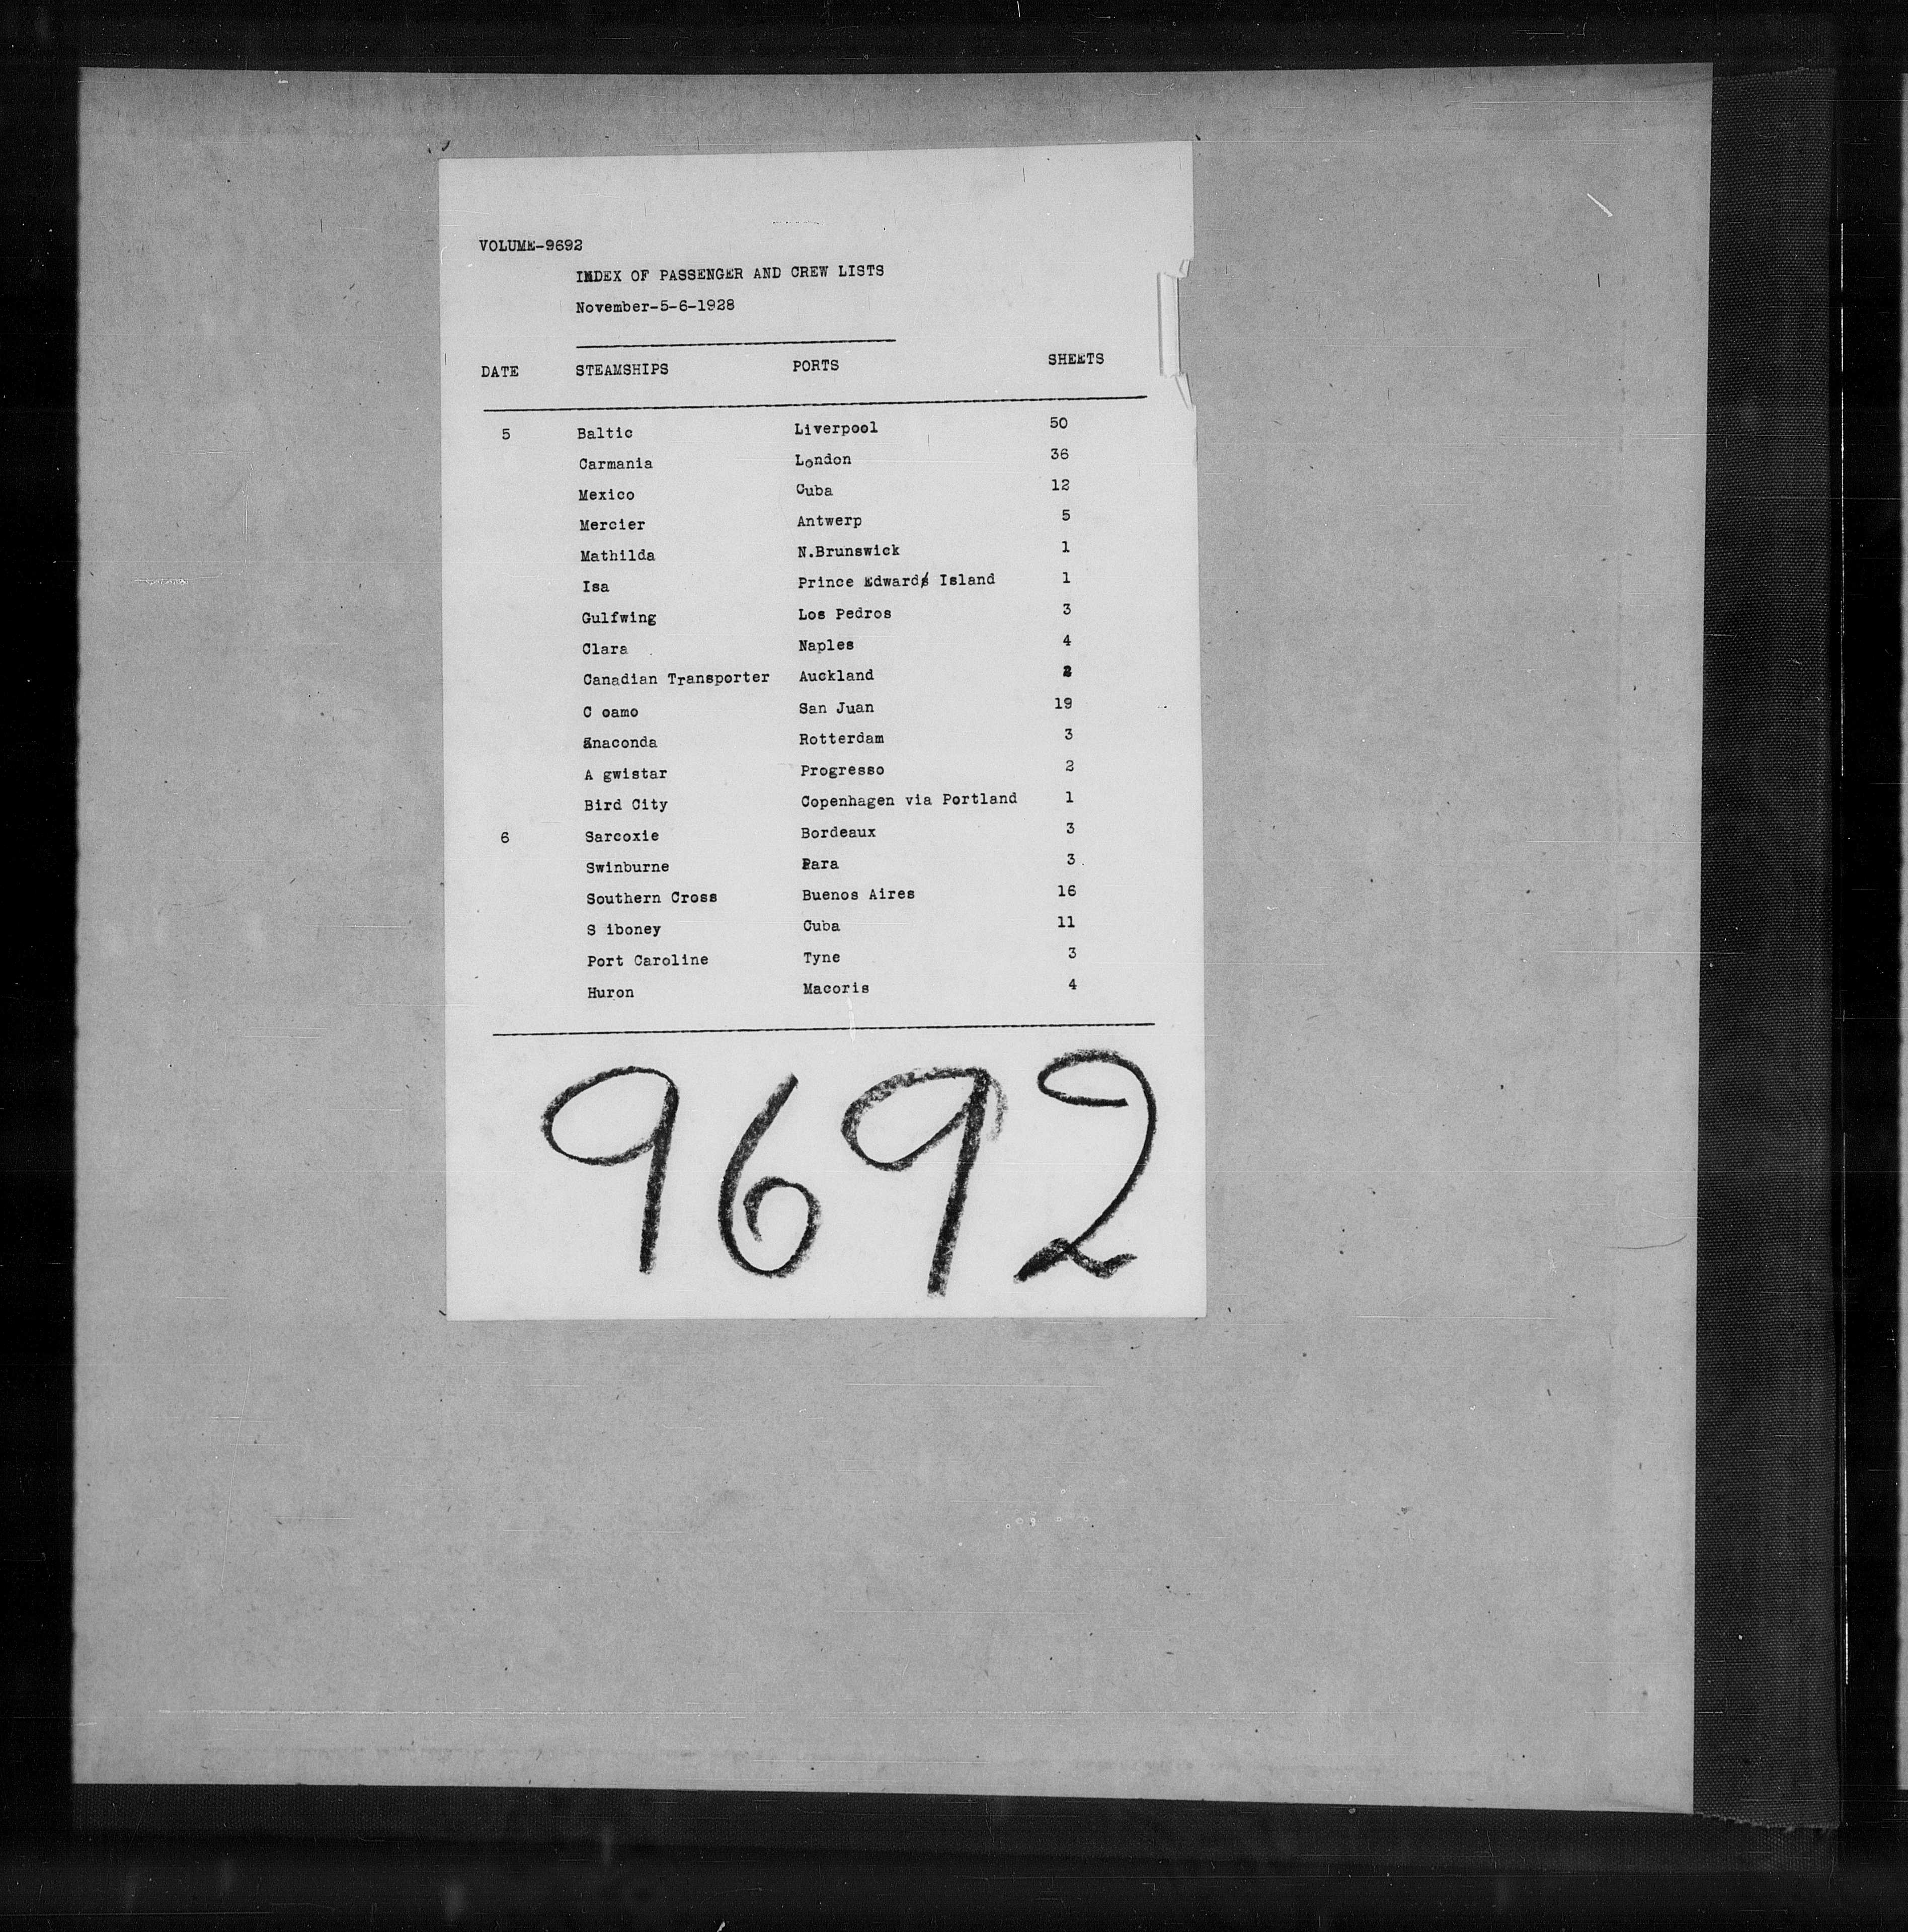 VOLUME-9692
INDEX OF PASSENGER AND CREW LISTS
November-5-6-1928
DATE STEAMSHIPS PORTS SHEETS
5 Baltic Liverpool 50
Carmania London 36
Mexico Cuba 12
Mercier Antwerp 5
Mathilda N.Brunswick 1
Isa Prince Edward Island 1
Gulfwing Los Pedros 3
Clara Naples 4
Canadian Transporter Auckland
C oamo San Juan 19
Anaconda Rotterdam 3
A gwistar Progresso 2
Bird City Copenhagen via Portland 1
6 Sarcoxie Bordeaux 3
Swinburne Para 3
Southern Cross Buenos Aires 16
S iboney Cuba 11
Port Caroline Tyne 3
Huron Macoris 4
9692